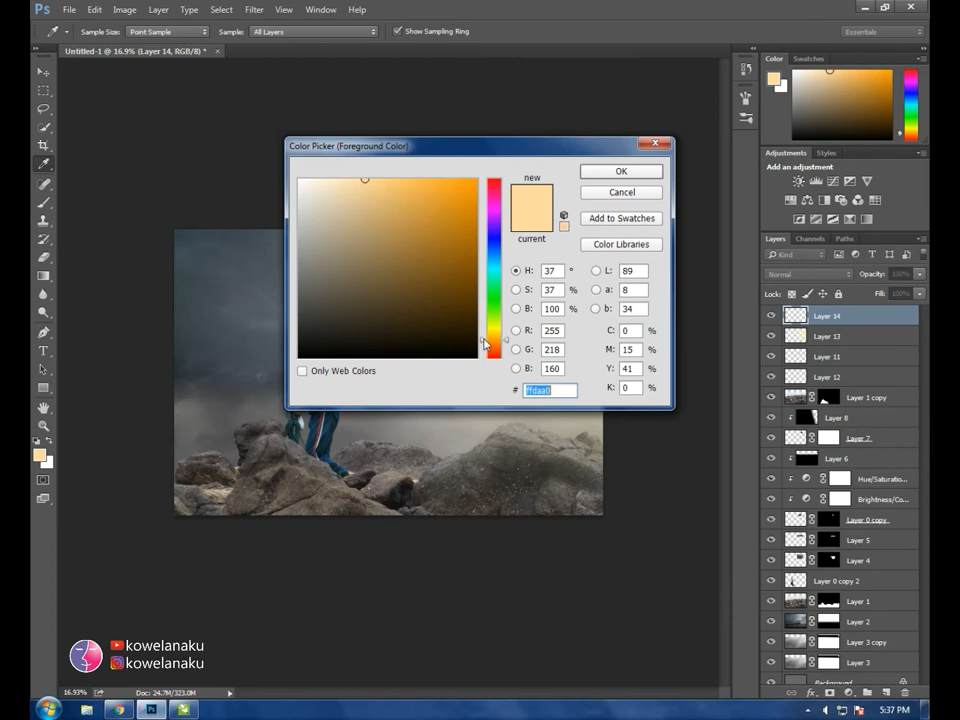 Ps File Edit Image Layer Type Select Filter View Window Help
Sample Size: Point Sample Sample: All Layers Show Sampling Ring Essentials
Untitled-1 @ 16.9% (Layer 14, RGB/8) * ×
Color Swatches
Color Picker (Foreground Color)
new
current
OK
Cancel
Add to Swatches
Color Libraries
H: 37 °
S: 37 %
B: 100 %
R: 255
G: 218
B: 160
L: 89
a: 8
b: 34
C: 0 %
M: 15 %
Y: 41 %
K: 0 %
# ffdaa0
Only Web Colors
Adjustments Styles
Add an adjustment
Layers Channels Paths
Kind
Normal Opacity: 100%
Lock: Fill: 100%
Layer 14
Layer 13
Layer 11
Layer 12
Layer 1 copy
Layer 8
Layer 7
Layer 6
Hue/Saturatio...
Brightness/Co...
Layer 0 copy
Layer 5
Layer 4
Layer 0 copy 2
Layer 1
Layer 2
Layer 3 copy
Layer 3
Background
kowelanaku
kowelanaku
16.93% Doc: 24.7M/323.0M
Ps
5:37 PM